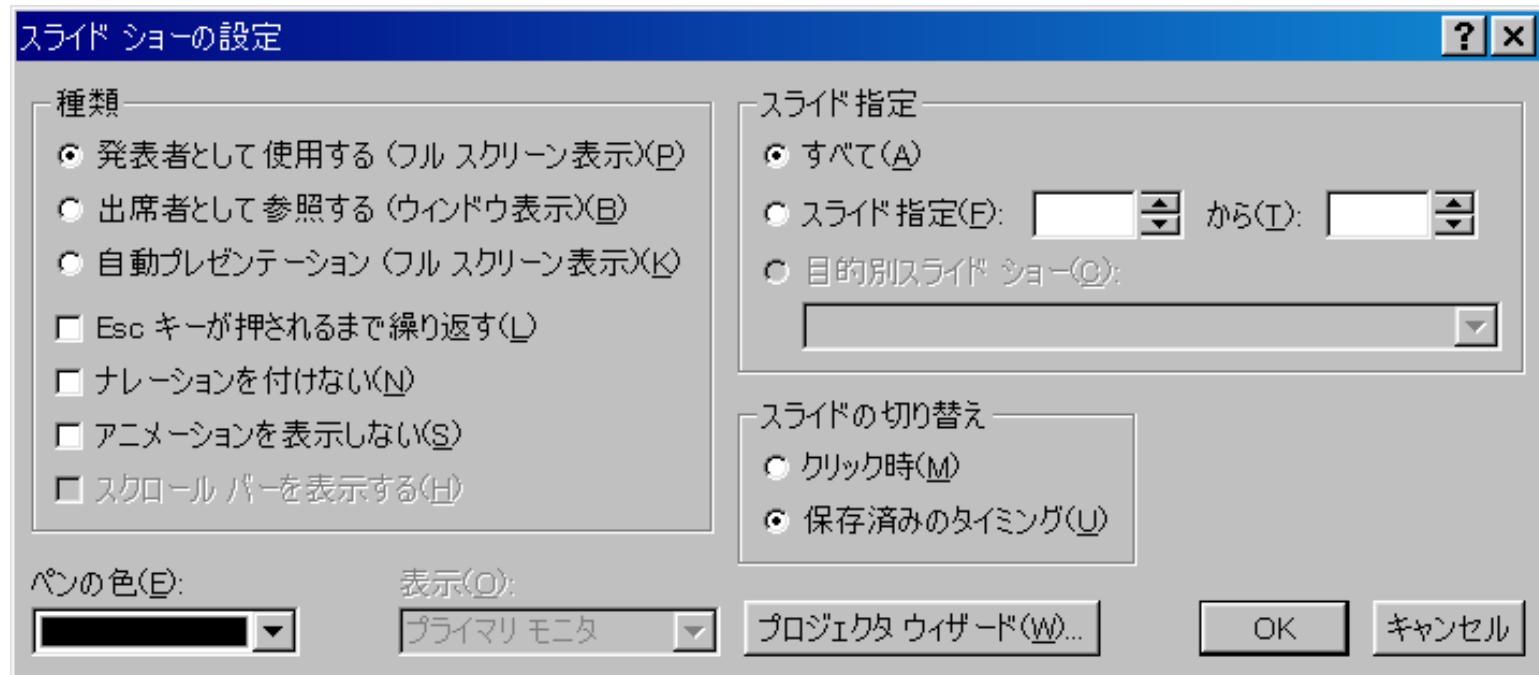 スライド ショーの設定
種類
発表者として使用する (フル スクリーン表示)(P)
出席者として参照する (ウィンドウ表示)(B)
自動プレゼンテーション (フル スクリーン表示)(K)
Esc キーが押されるまで繰り返す(L)
ナレーションを付けない(N)
アニメーションを表示しない(S)
スクロール バーを表示する(H)
スライド指定
すべて(A)
スライド指定(F): から(T):
目的別スライド ショー(C):
スライドの切り替え
クリック時(M)
保存済みのタイミング(U)
ペンの色(E):
表示(O):
プライマリ モニタ
プロジェクタ ウィザード(W)...
OK
キャンセル